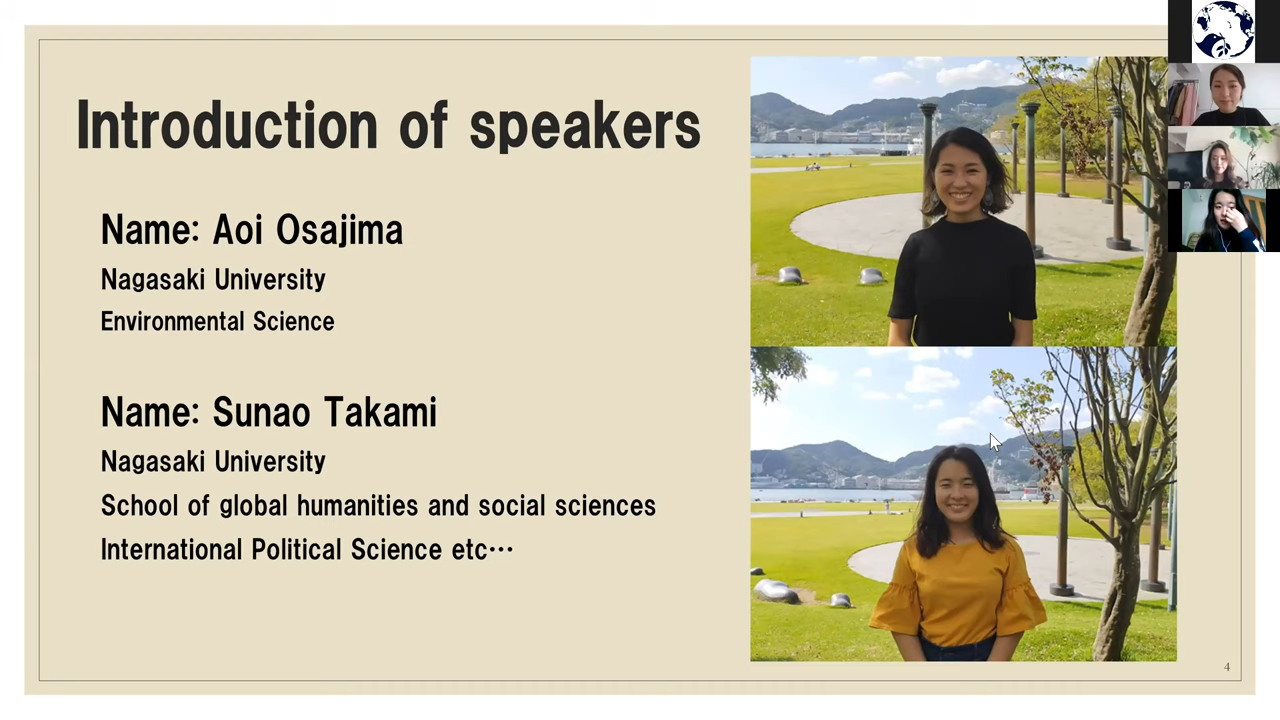 Introduction of speakers
Name: Aoi Osajima
Nagasaki University
Environmental Science
Name: Sunao Takami
Nagasaki University
School of global humanities and social sciences
International Political Science etc⋯
4